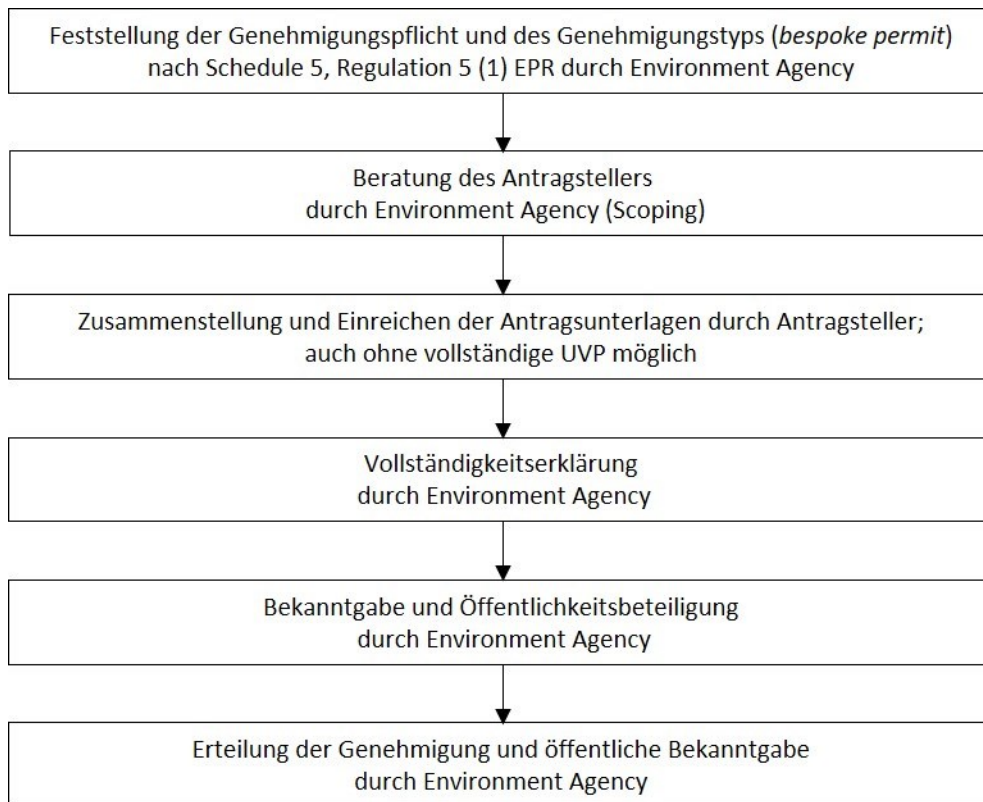 Feststellung der Genehmigungspflicht und des Genehmigungstyps (bespoke permit)
nach Schedule 5, Regulation 5 (1) EPR durch Environment Agency
Beratung des Antragstellers
durch Environment Agency (Scoping)
Zusammenstellung und Einreichen der Antragsunterlagen durch Antragsteller;
auch ohne vollständige UVP möglich
Vollständigkeitserklärung
durch Environment Agency
Bekanntgabe und Öffentlichkeitsbeteiligung
durch Environment Agency
Erteilung der Genehmigung und öffentliche Bekanntgabe
durch Environment Agency